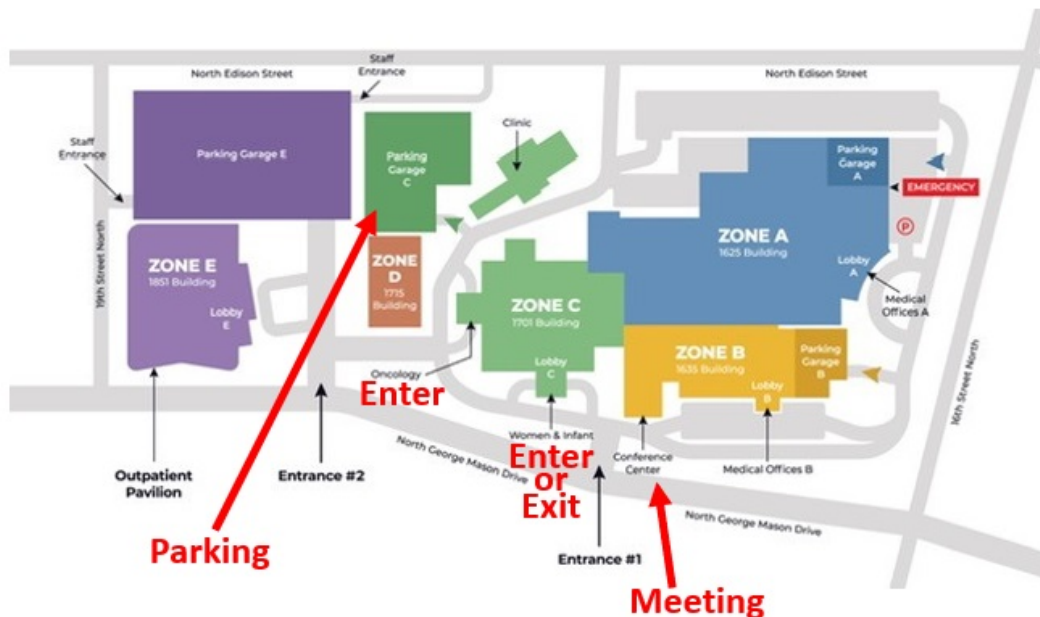 North Edison Street
Staff
Entrance
North Edison Street
Staff
Entrance
Parking Garage E
Parking
Garage
C
Clinic
Parking
Garage
A
EMERGENCY
P
19th Street North
ZONE E
1851 Building
Lobby
E
ZONE
D
1715
Building
ZONE C
1701 Building
Lobby
C
ZONE A
1625 Building
Lobby
A
Medical
Offices A
ZONE B
1635 Building
Lobby
B
Parking
Garage
B
16th Street North
Oncology
Enter
Women & Infant
Enter
or
Exit
Conference
Center
Medical Offices B
North George Mason Drive
North George Mason Drive
Outpatient
Pavilion
Entrance #2
Entrance #1
Parking
Meeting